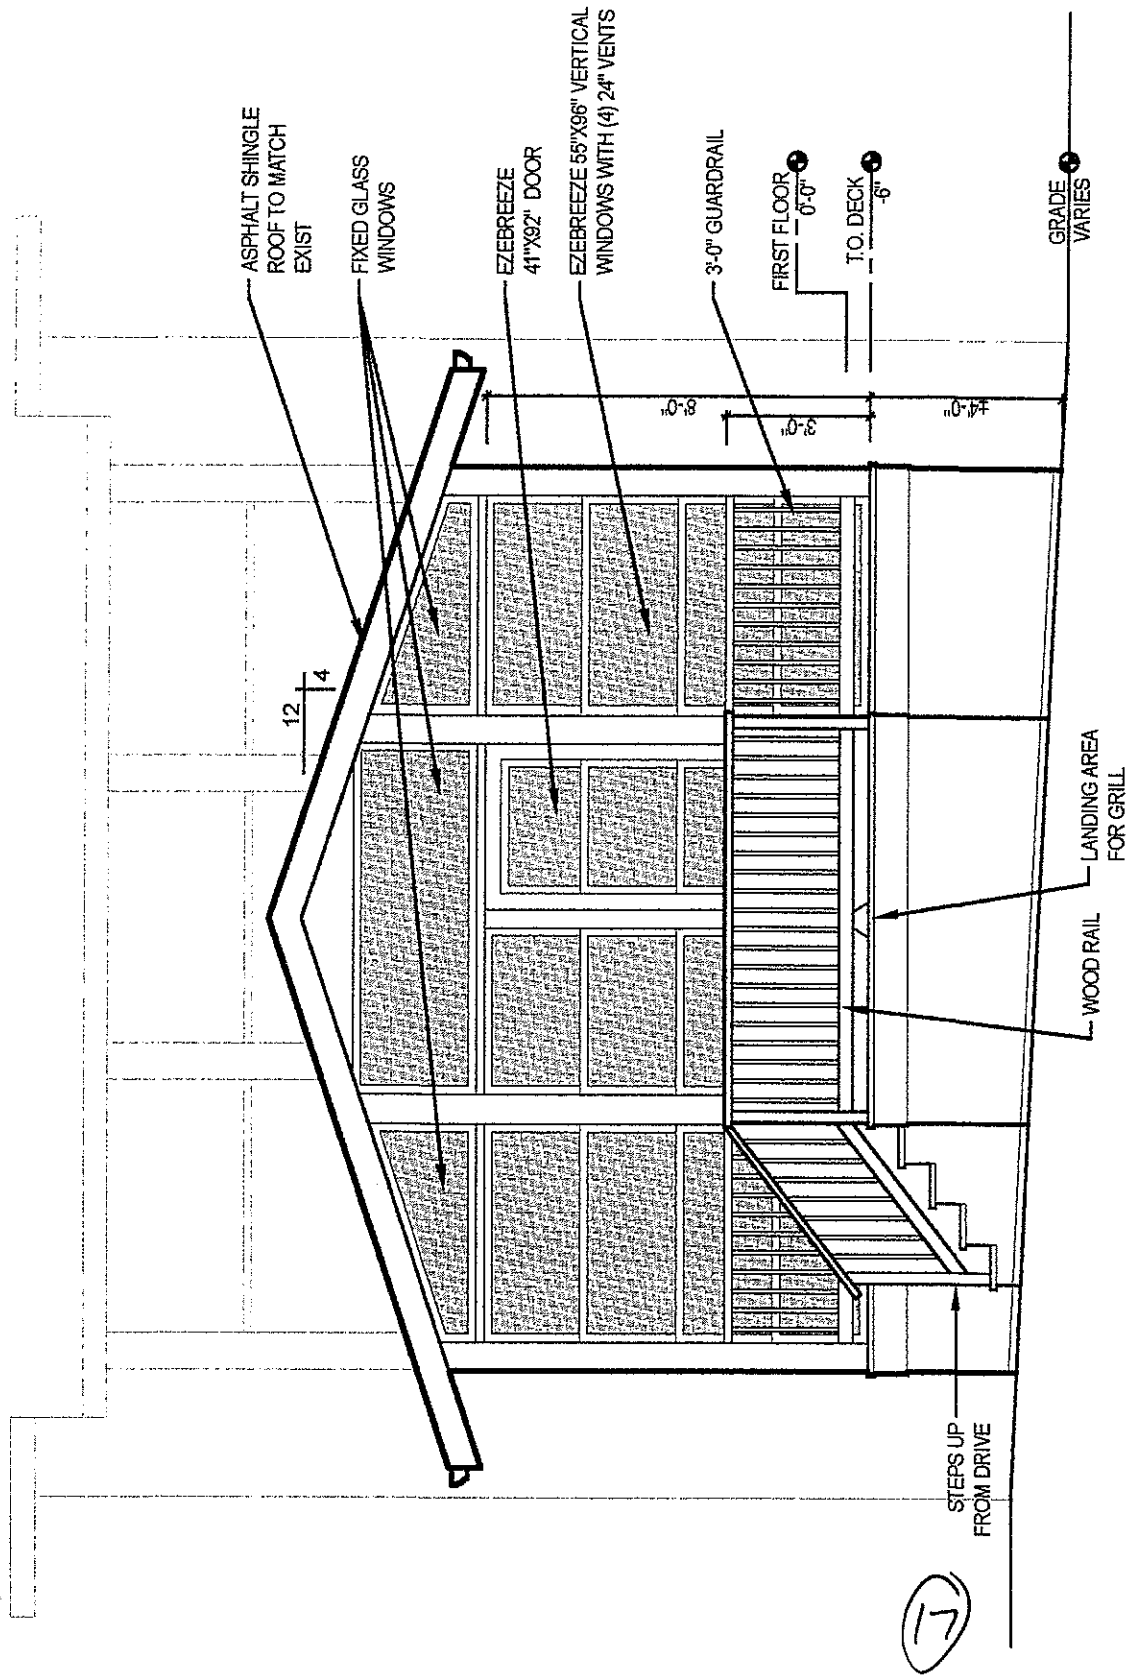 ASPHALT SHINGLE
ROOF TO MATCH
EXIST
FIXED GLASS
WINDOWS
12
4
EZEBREEZE
41"X92" DOOR
EZEBREEZE 55"X96" VERTICAL
WINDOWS WITH (4) 24" VENTS
3'-0" GUARDRAIL
FIRST FLOOR
0'-0"
T.O. DECK
-6"
GRADE
VARIES
8'-0"
3'-0"
±4'-0"
LANDING AREA
FOR GRILL
WOOD RAIL
STEPS UP
FROM DRIVE
17